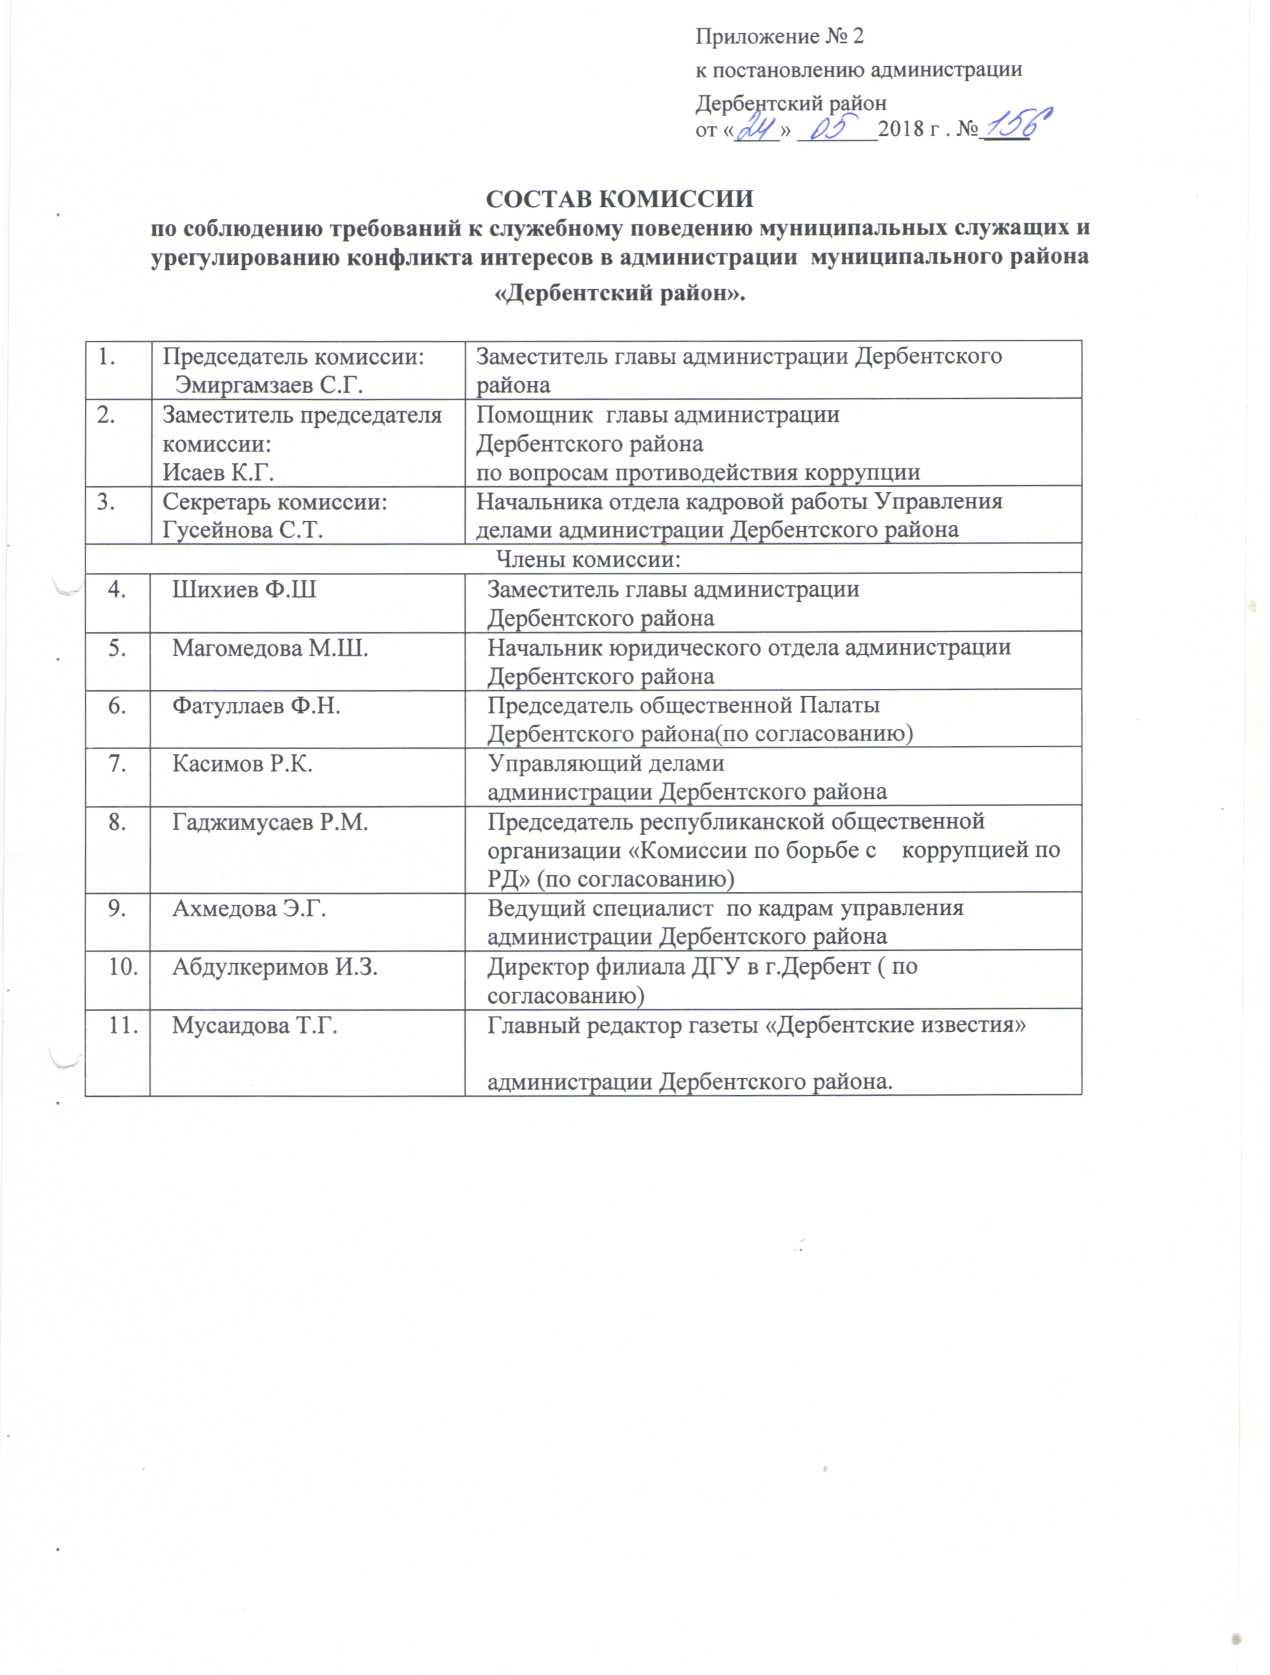 Приложение № 2
к постановлению администрации
Дербентский район
от «24» 05 2018 г . № 156
СОСТАВ КОМИССИИ
по соблюдению требований к служебному поведению муниципальных служащих и
урегулированию конфликта интересов в администрации муниципального района
«Дербентский район».
1. Председатель комиссии: Заместитель главы администрации Дербентского
Эмиргамзаев С.Г. района
2. Заместитель председателя Помощник главы администрации
комиссии: Дербентского района
Исаев К.Г. по вопросам противодействия коррупции
3. Секретарь комиссии: Начальника отдела кадровой работы Управления
Гусейнова С.Т. делами администрации Дербентского района
Члены комиссии:
4. Шихиев Ф.Ш Заместитель главы администрации
Дербентского района
5. Магомедова М.Ш. Начальник юридического отдела администрации
Дербентского района
6. Фатуллаев Ф.Н. Председатель общественной Палаты
Дербентского района(по согласованию)
7. Касимов Р.К. Управляющий делами
администрации Дербентского района
8. Гаджимусаев Р.М. Председатель республиканской общественной
организации «Комиссии по борьбе с коррупцией по
РД» (по согласованию)
9. Ахмедова Э.Г. Ведущий специалист по кадрам управления
администрации Дербентского района
10. Абдулкеримов И.З. Директор филиала ДГУ в г.Дербент ( по
согласованию)
11. Мусаидова Т.Г. Главный редактор газеты «Дербентские известия»
администрации Дербентского района.